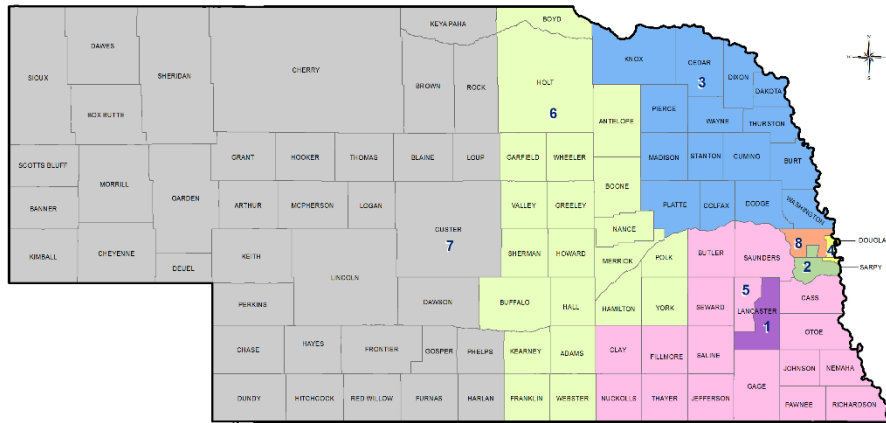 KEYA PAHA
BOYD
DAWES
SIOUX
SHERIDAN
CHERRY
BROWN
ROCK
HOLT
KNOX
CEDAR
DIXON
DAKOTA
N
W
S
3
BOX BUTTE
6
ANTELOPE
PIERCE
WAYNE
THURSTON
SCOTTS BLUFF
GRANT
HOOKER
THOMAS
BLAINE
LOUP
GARFIELD
WHEELER
MADISON
STANTON
CUMING
BURT
MORRILL
GARDEN
BOONE
BANNER
ARTHUR
MCPHERSON
LOGAN
VALLEY
GREELEY
PLATTE
COLFAX
DODGE
WASHINGTON
CUSTER
NANCE
KIMBALL
CHEYENNE
DEUEL
KEITH
7
SHERMAN
HOWARD
MERRICK
POLK
BUTLER
SAUNDERS
8
4
DOUGLA
2
SARPY
LINCOLN
PERKINS
DAWSON
BUFFALO
HALL
HAMILTON
YORK
SEWARD
5
LANCASTER
1
CASS
OTOE
CHASE
HAYES
FRONTIER
GOSPER
PHELPS
KEARNEY
ADAMS
CLAY
FILLMORE
SALINE
GAGE
JOHNSON
NEMAHA
DUNDY
HITCHCOCK
RED WILLOW
FURNAS
HARLAN
FRANKLIN
WEBSTER
NUCKOLLS
THAYER
JEFFERSON
PAWNEE
RICHARDSON